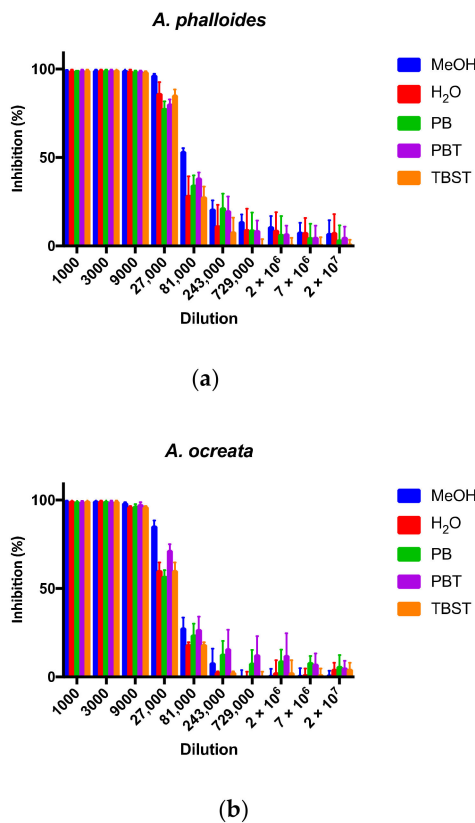 A. phalloides
Inhibition (%)
100
50
0
1000
3000
9000
27,000
81,000
243,000
729,000
2 × 10⁶
7 × 10⁶
2 × 10⁷
Dilution
MeOH
H₂O
PB
PBT
TBST
(a)
A. ocreata
Inhibition (%)
100
50
0
1000
3000
9000
27,000
81,000
243,000
729,000
2 × 10⁶
7 × 10⁶
2 × 10⁷
Dilution
MeOH
H₂O
PB
PBT
TBST
(b)